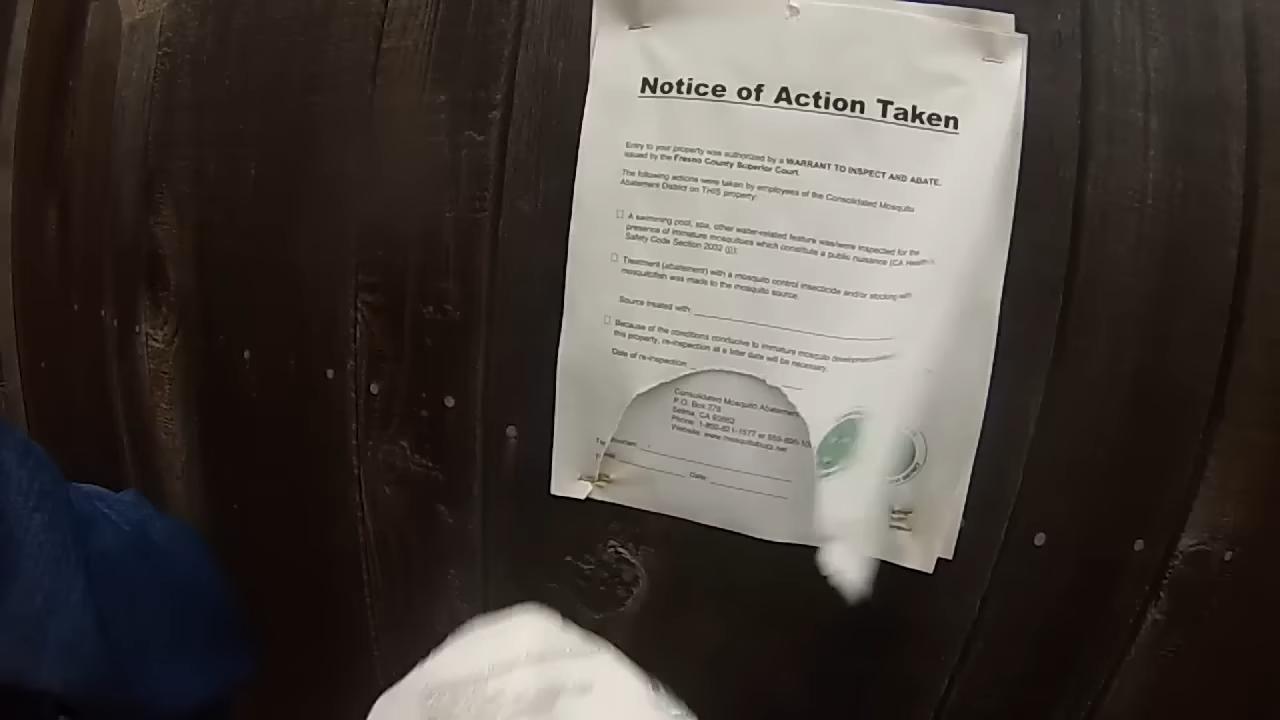 Notice of Action Taken
Entry to your property was authorized by a WARRANT TO INSPECT AND ABATE,
issued by the Fresno County Superior Court.
The following actions were taken by employees of the Consolidated Mosquito
Abatement District on THIS property:
A swimming pool, spa, other water-related feature was/were inspected for the
presence of immature mosquitoes which constitute a public nuisance (CA Health
Safety Code Section 2002 (j)).
Treatment (abatement) with a mosquito control insecticide and/or stocking with
mosquitofish was made to the mosquito source.
Source treated with:
Because of the conditions conducive to immature mosquito development
this property, re-inspection at a later date will be necessary.
Date of re-inspection:
Consolidated Mosquito Abatement
P.O. Box 278
Selma, CA 93662
Phone: or
Website: www.mosquitobuzz.net
Date: